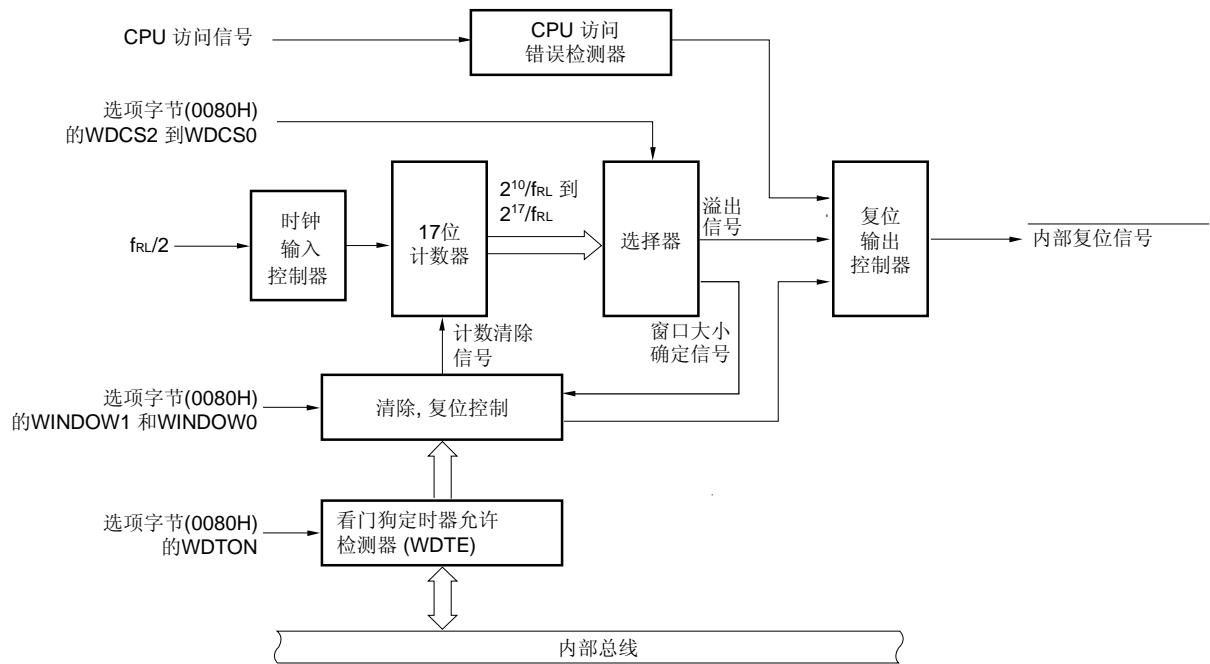 CPU 访问信号
CPU 访问
错误检测器
选项字节(0080H)
的WDCS2 到WDCS0
fRL/2
时钟
输入
控制器
17位
计数器
2¹⁰/fRL 到
2¹⁷/fRL
选择器
溢出
信号
复位
输出
控制器
内部复位信号
计数清除
信号
窗口大小
确定信号
选项字节(0080H)
的WINDOW1 和WINDOW0
清除, 复位控制
选项字节(0080H)
的WDTON
看门狗定时器允许
检测器 (WDTE)
内部总线